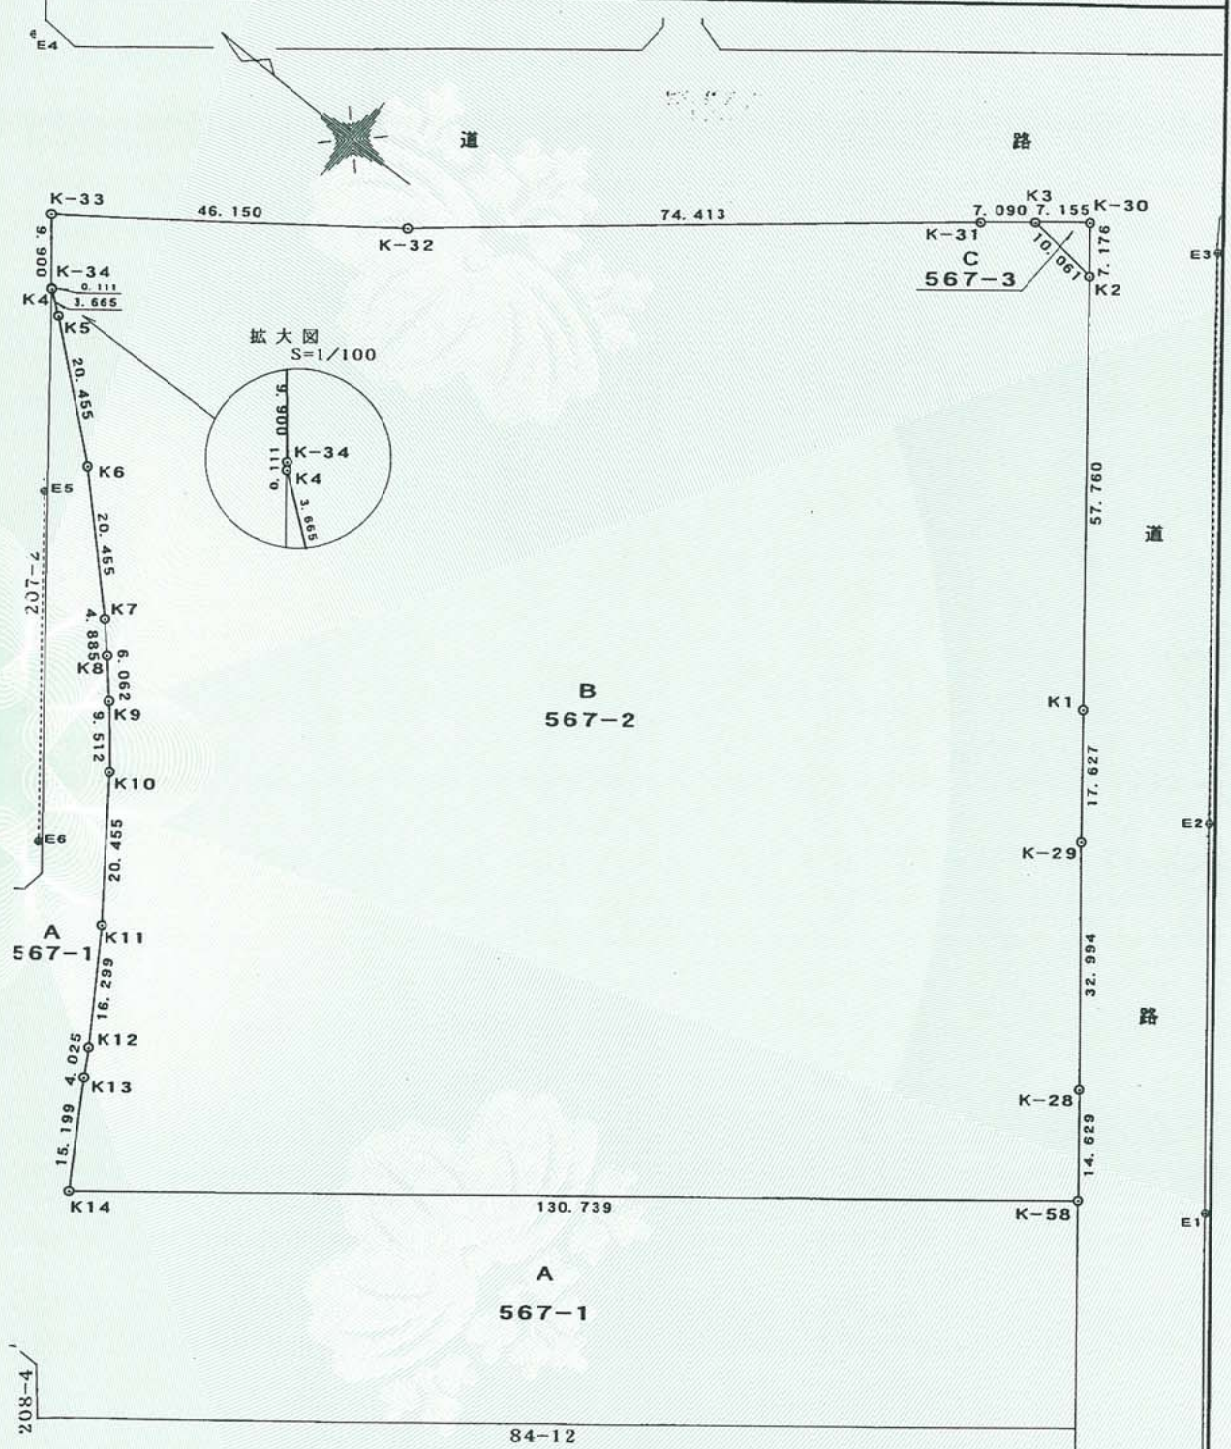 E4
道
路
K-33
46. 150
K-32
74. 413
K-31
7. 090
K3
7. 155
K-30
9. 900
K-34
0. 111
K4
3. 665
K5
10. 061
7. 176
K2
E3
C
567-3
拡大図
S=1/100
9. 900
K-34
0. 111
K4
3. 665
20. 455
K6
E5
20. 455
57. 760
道
207-7
K7
4. 885
K8
6. 062
K9
9. 512
K10
B
567-2
K1
17. 627
E2
K-29
E6
20. 455
A
567-1
K11
16. 299
32. 994
路
K12
4. 025
K13
15. 199
K-28
14. 629
K14
130. 739
K-58
E1
A
567-1
208-4
84-12